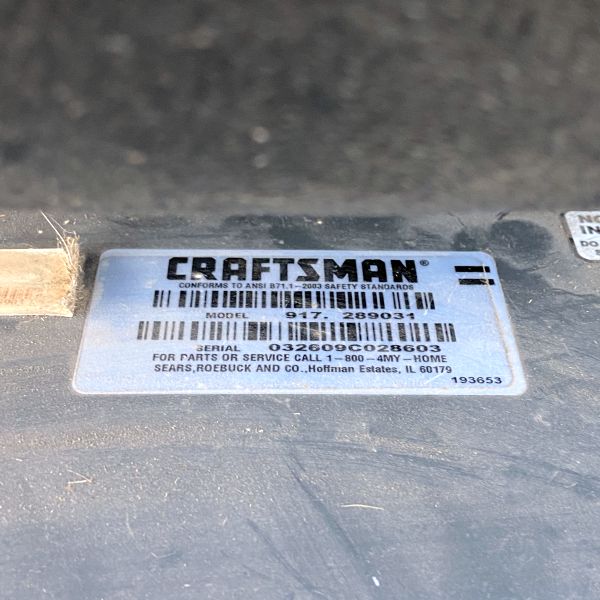 CRAFTSMAN®
CONFORMS TO ANSI B71.1-2003 SAFETY STANDARDS
MODEL 917. 289031
SERIAL 032609C028603
FOR PARTS OR SERVICE CALL 1-800-4MY-HOME
SEARS,ROEBUCK AND CO.,Hoffman Estates, IL 60179
193653
DO